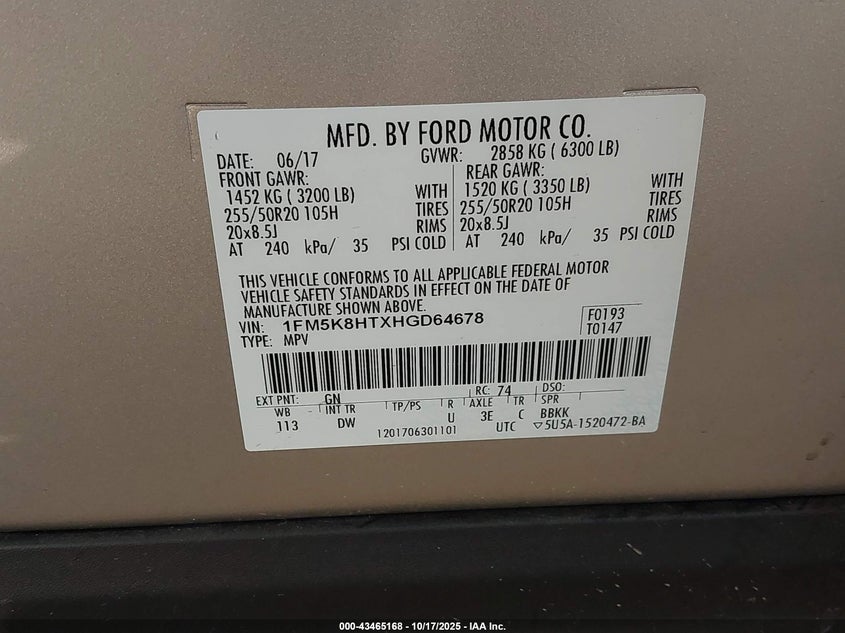 MFD. BY FORD MOTOR CO.
DATE: 06/17 GVWR: 2858 KG ( 6300 LB)
FRONT GAWR: REAR GAWR:
1452 KG ( 3200 LB) WITH 1520 KG ( 3350 LB) WITH
255/50R20 105H TIRES 255/50R20 105H TIRES
20x8.5J RIMS 20x8.5J RIMS
AT 240 kPa/ 35 PSI COLD AT 240 kPa/ 35 PSI COLD
THIS VEHICLE CONFORMS TO ALL APPLICABLE FEDERAL MOTOR
VEHICLE SAFETY STANDARDS IN EFFECT ON THE DATE OF
MANUFACTURE SHOWN ABOVE.
VIN: 1FM5K8HTXHGD64678 F0193
TYPE: MPV T0147
EXT PNT: GN RC: 74 DSO:
WB INT TR TP/PS R AXLE TR SPR
113 DW U 3E C BBKK
1201706301101 UTC ▽5U5A-1520472-BA
000-43465168 - 10/17/2025 - IAA Inc.